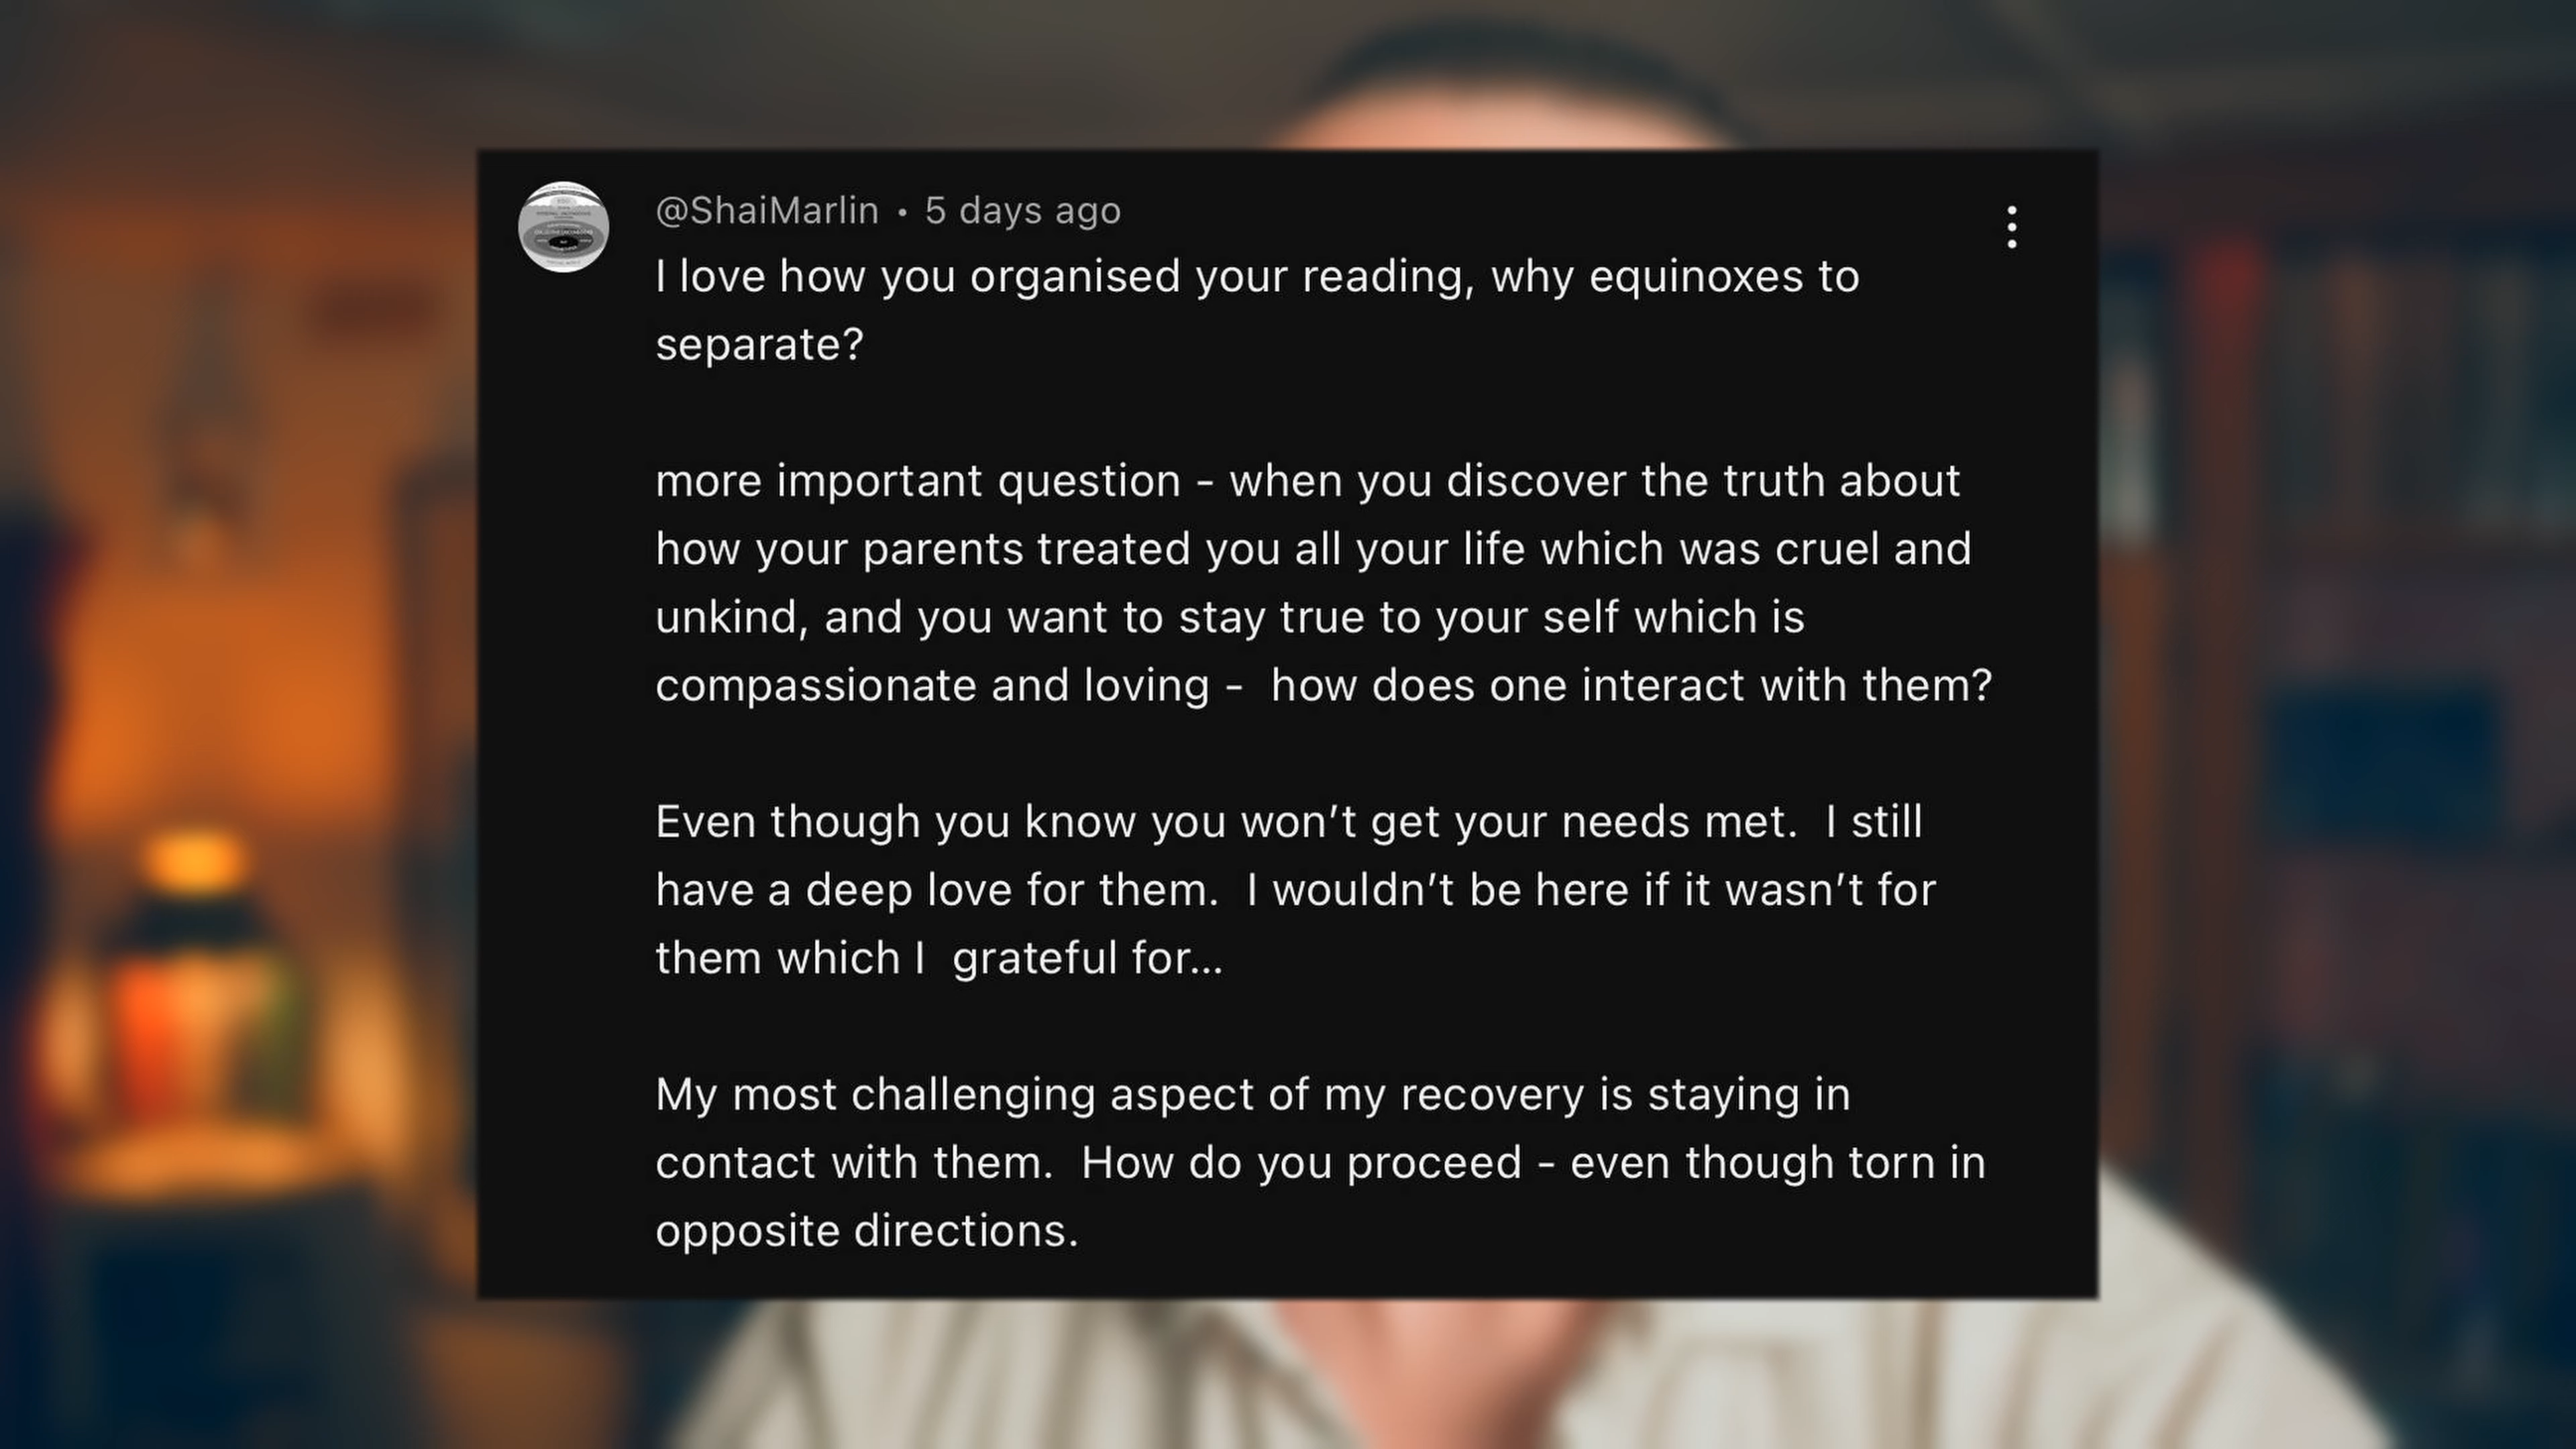 @ShaiMarlin • 5 days ago
I love how you organised your reading, why equinoxes to
separate?
more important question - when you discover the truth about
how your parents treated you all your life which was cruel and
unkind, and you want to stay true to your self which is
compassionate and loving -  how does one interact with them?
Even though you know you won’t get your needs met.  I still
have a deep love for them.  I wouldn’t be here if it wasn’t for
them which I  grateful for...
My most challenging aspect of my recovery is staying in
contact with them.  How do you proceed - even though torn in
opposite directions.